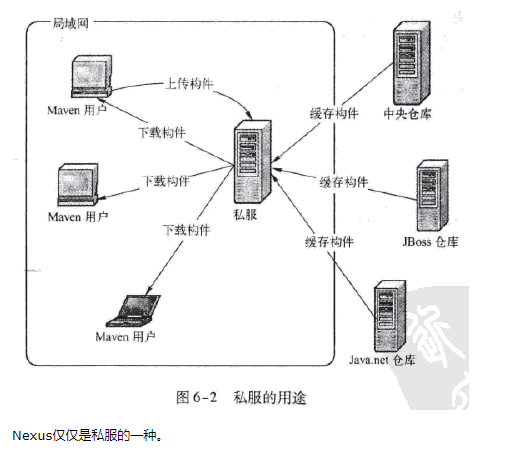 局域网
上传构件
Maven 用户
中央仓库
缓存构件
下载构件
下载构件
缓存构件
Maven 用户
私服
JBoss 仓库
下载构件
缓存构件
Maven 用户
Java.net 仓库
图 6-2 私服的用途
Nexus仅仅是私服的一种。